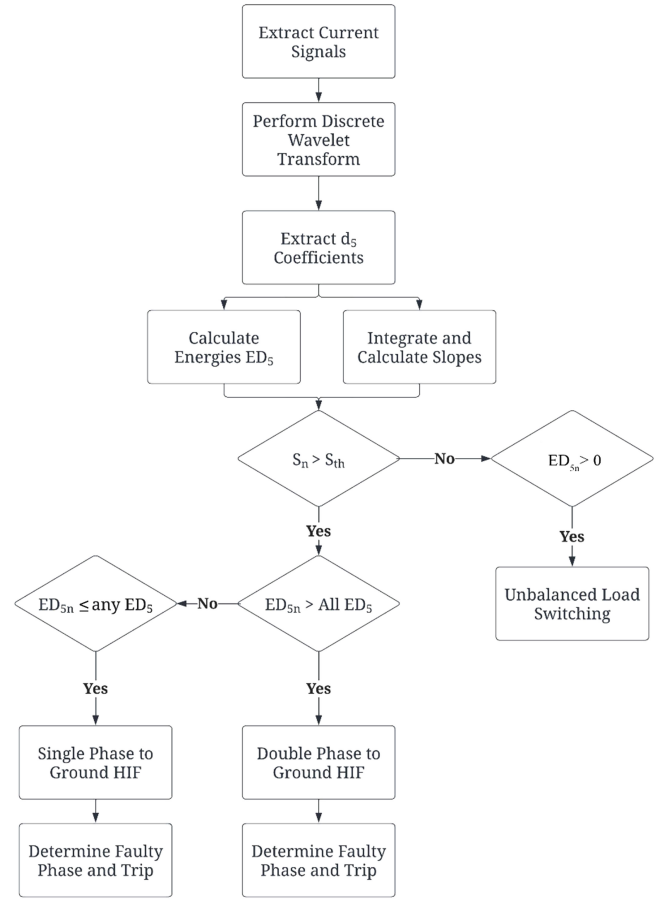 Extract Current
Signals
Perform Discrete
Wavelet
Transform
Extract d₅
Coefficients
Calculate
Energies ED₅
Integrate and
Calculate Slopes
Sₙ > Sₜₕ
No
ED₅ₙ > 0
Yes
Yes
Unbalanced Load
Switching
ED₅ₙ ≤ any ED₅
No
ED₅ₙ > All ED₅
Yes
Yes
Single Phase to
Ground HIF
Double Phase to
Ground HIF
Determine Faulty
Phase and Trip
Determine Faulty
Phase and Trip